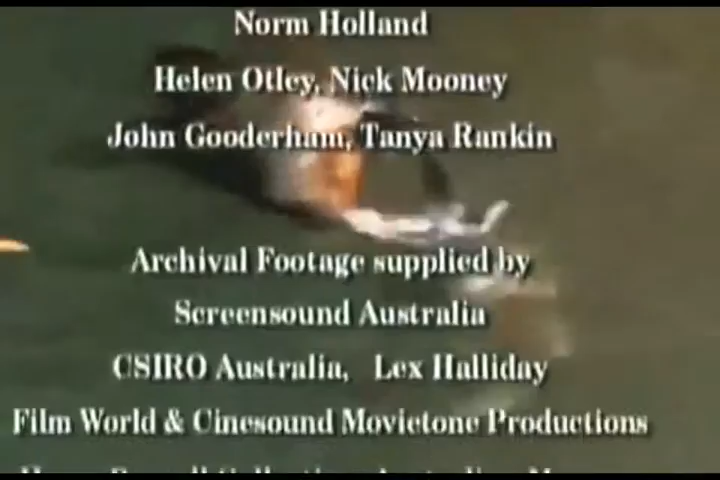 Norm Holland
Helen Otley, Nick Mooney
John Gooderham, Tanya Rankin
Archival Footage supplied by
Screensound Australia
CSIRO Australia, Lex Halliday
Film World & Cinesound Movietone Productions